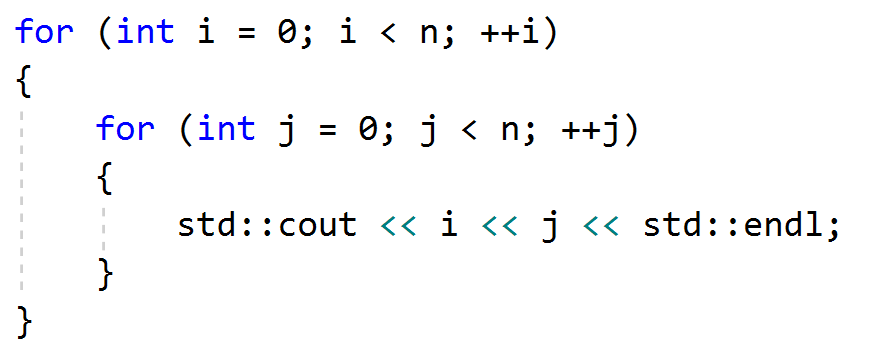 for (int i = 0; i < n; ++i)
{
    for (int j = 0; j < n; ++j)
    {
        std::cout << i << j << std::endl;
    }
}